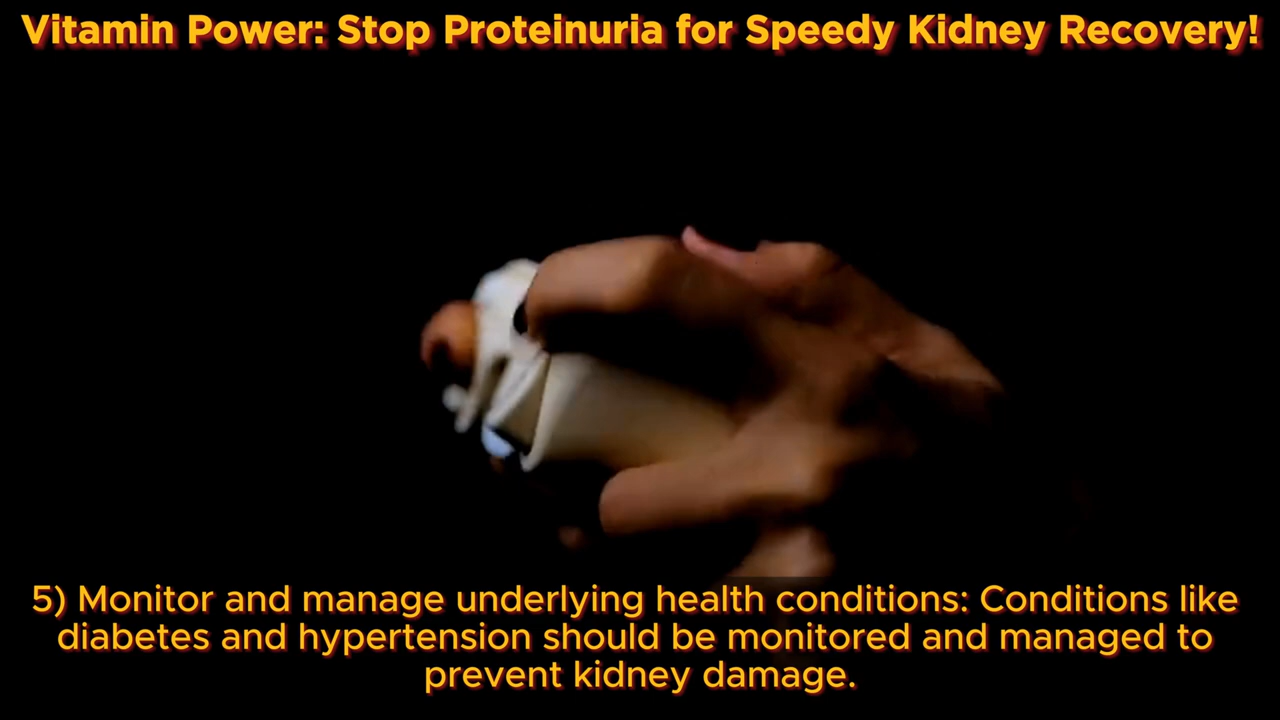 Vitamin Power: Stop Proteinuria for Speedy Kidney Recovery!
5) Monitor and manage underlying health conditions: Conditions like
diabetes and hypertension should be monitored and managed to
prevent kidney damage.